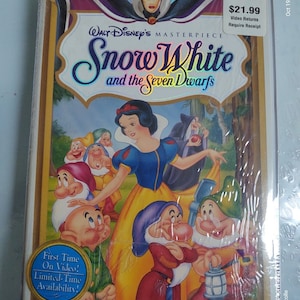 $21.99
Video Returns
Require Receipt
WALT DISNEY'S MASTERPIECE
Snow White
and the Seven Dwarfs
First Time
On Video!
Limited-Time
Availability!